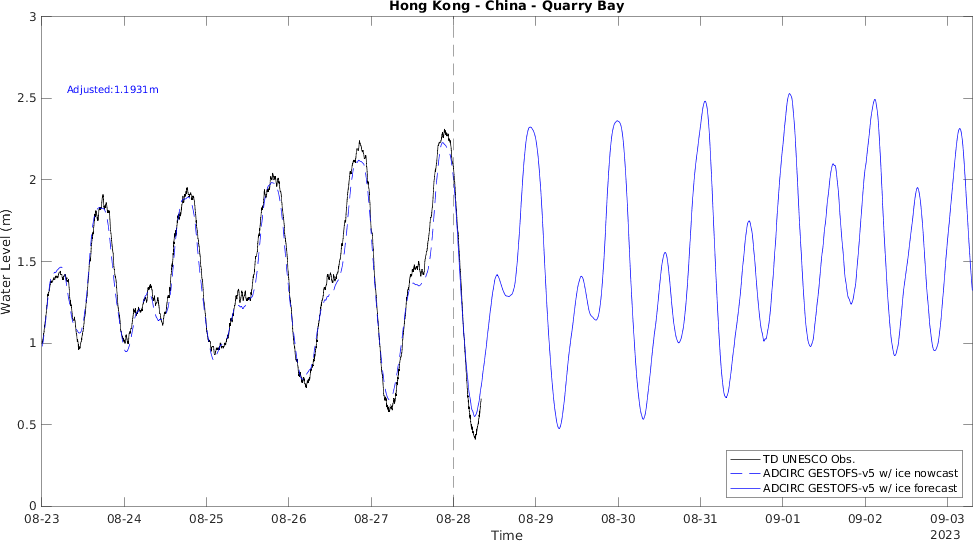 Hong Kong - China - Quarry Bay
Adjusted:1.1931m
Water Level (m)
3
2.5
2
1.5
1
0.5
0
08-23 08-24 08-25 08-26 08-27 08-28 08-29 08-30 08-31 09-01 09-02 09-03
2023
Time
TD UNESCO Obs.
ADCIRC GESTOFS-v5 w/ ice nowcast
ADCIRC GESTOFS-v5 w/ ice forecast